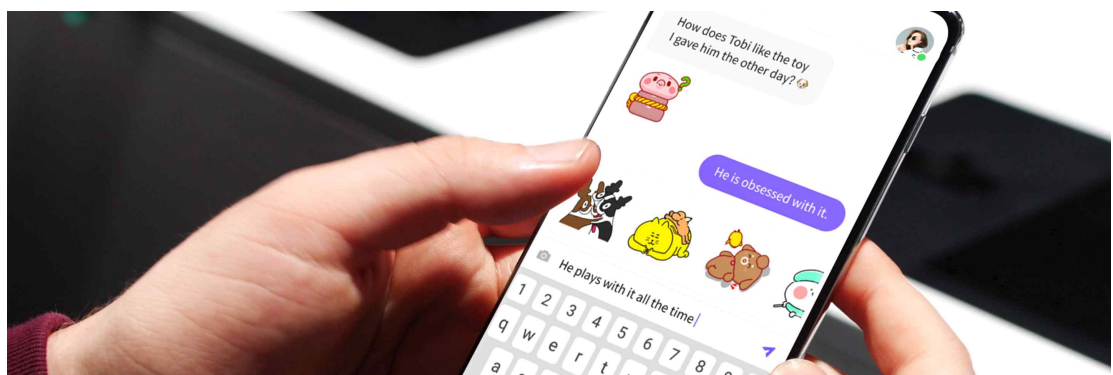 How does Tobi like the toy
I gave him the other day? 🐶
He is obsessed with it.
He plays with it all the time
1 2 3 4 5 6 7 8
q w e r t
a